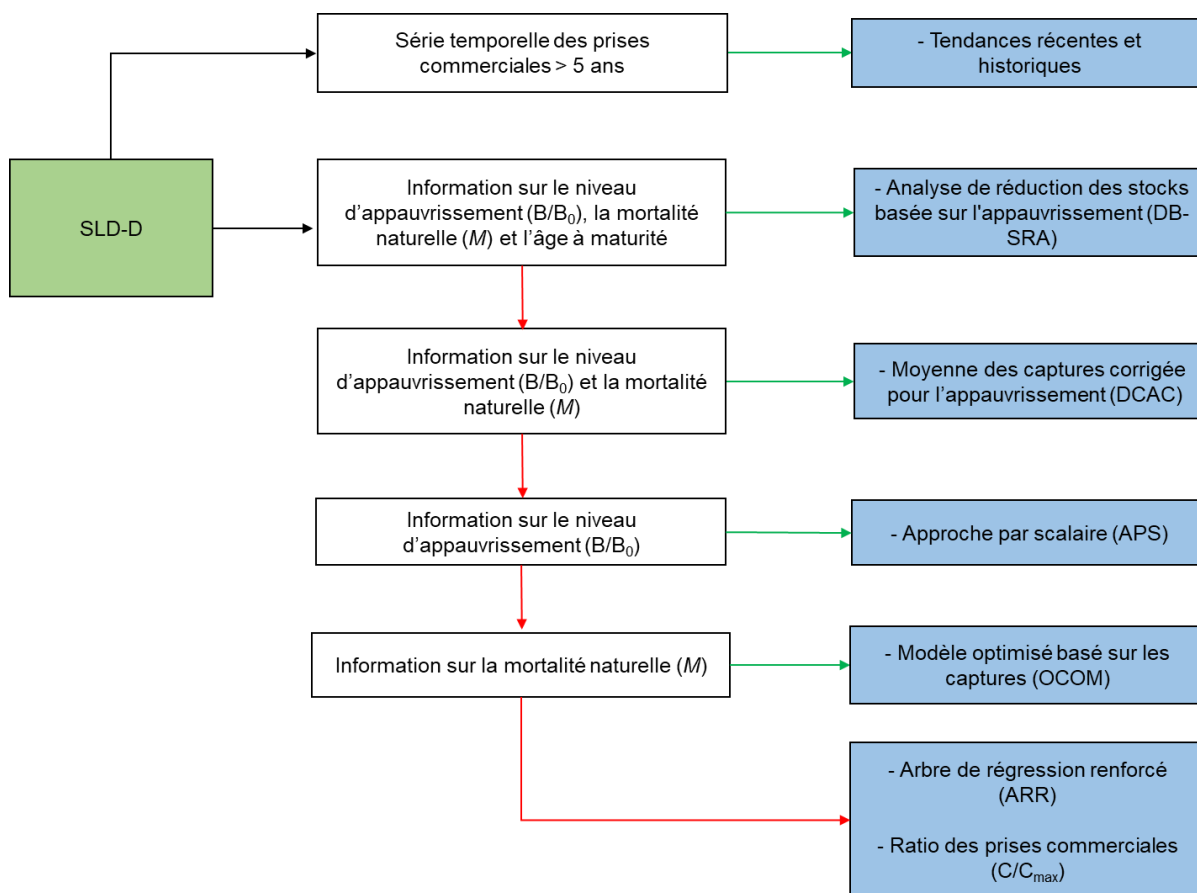 Série temporelle des prises
commerciales > 5 ans
- Tendances récentes et
historiques
SLD-D
Information sur le niveau
d’appauvrissement (B/B₀), la mortalité
naturelle (M) et l’âge à maturité
- Analyse de réduction des stocks
basée sur l'appauvrissement (DB-
SRA)
Information sur le niveau
d’appauvrissement (B/B₀) et la mortalité
naturelle (M)
- Moyenne des captures corrigée
pour l’appauvrissement (DCAC)
Information sur le niveau
d’appauvrissement (B/B₀)
- Approche par scalaire (APS)
Information sur la mortalité naturelle (M)
- Modèle optimisé basé sur les
captures (OCOM)
- Arbre de régression renforcé
(ARR)
- Ratio des prises commerciales
(C/Cmax)